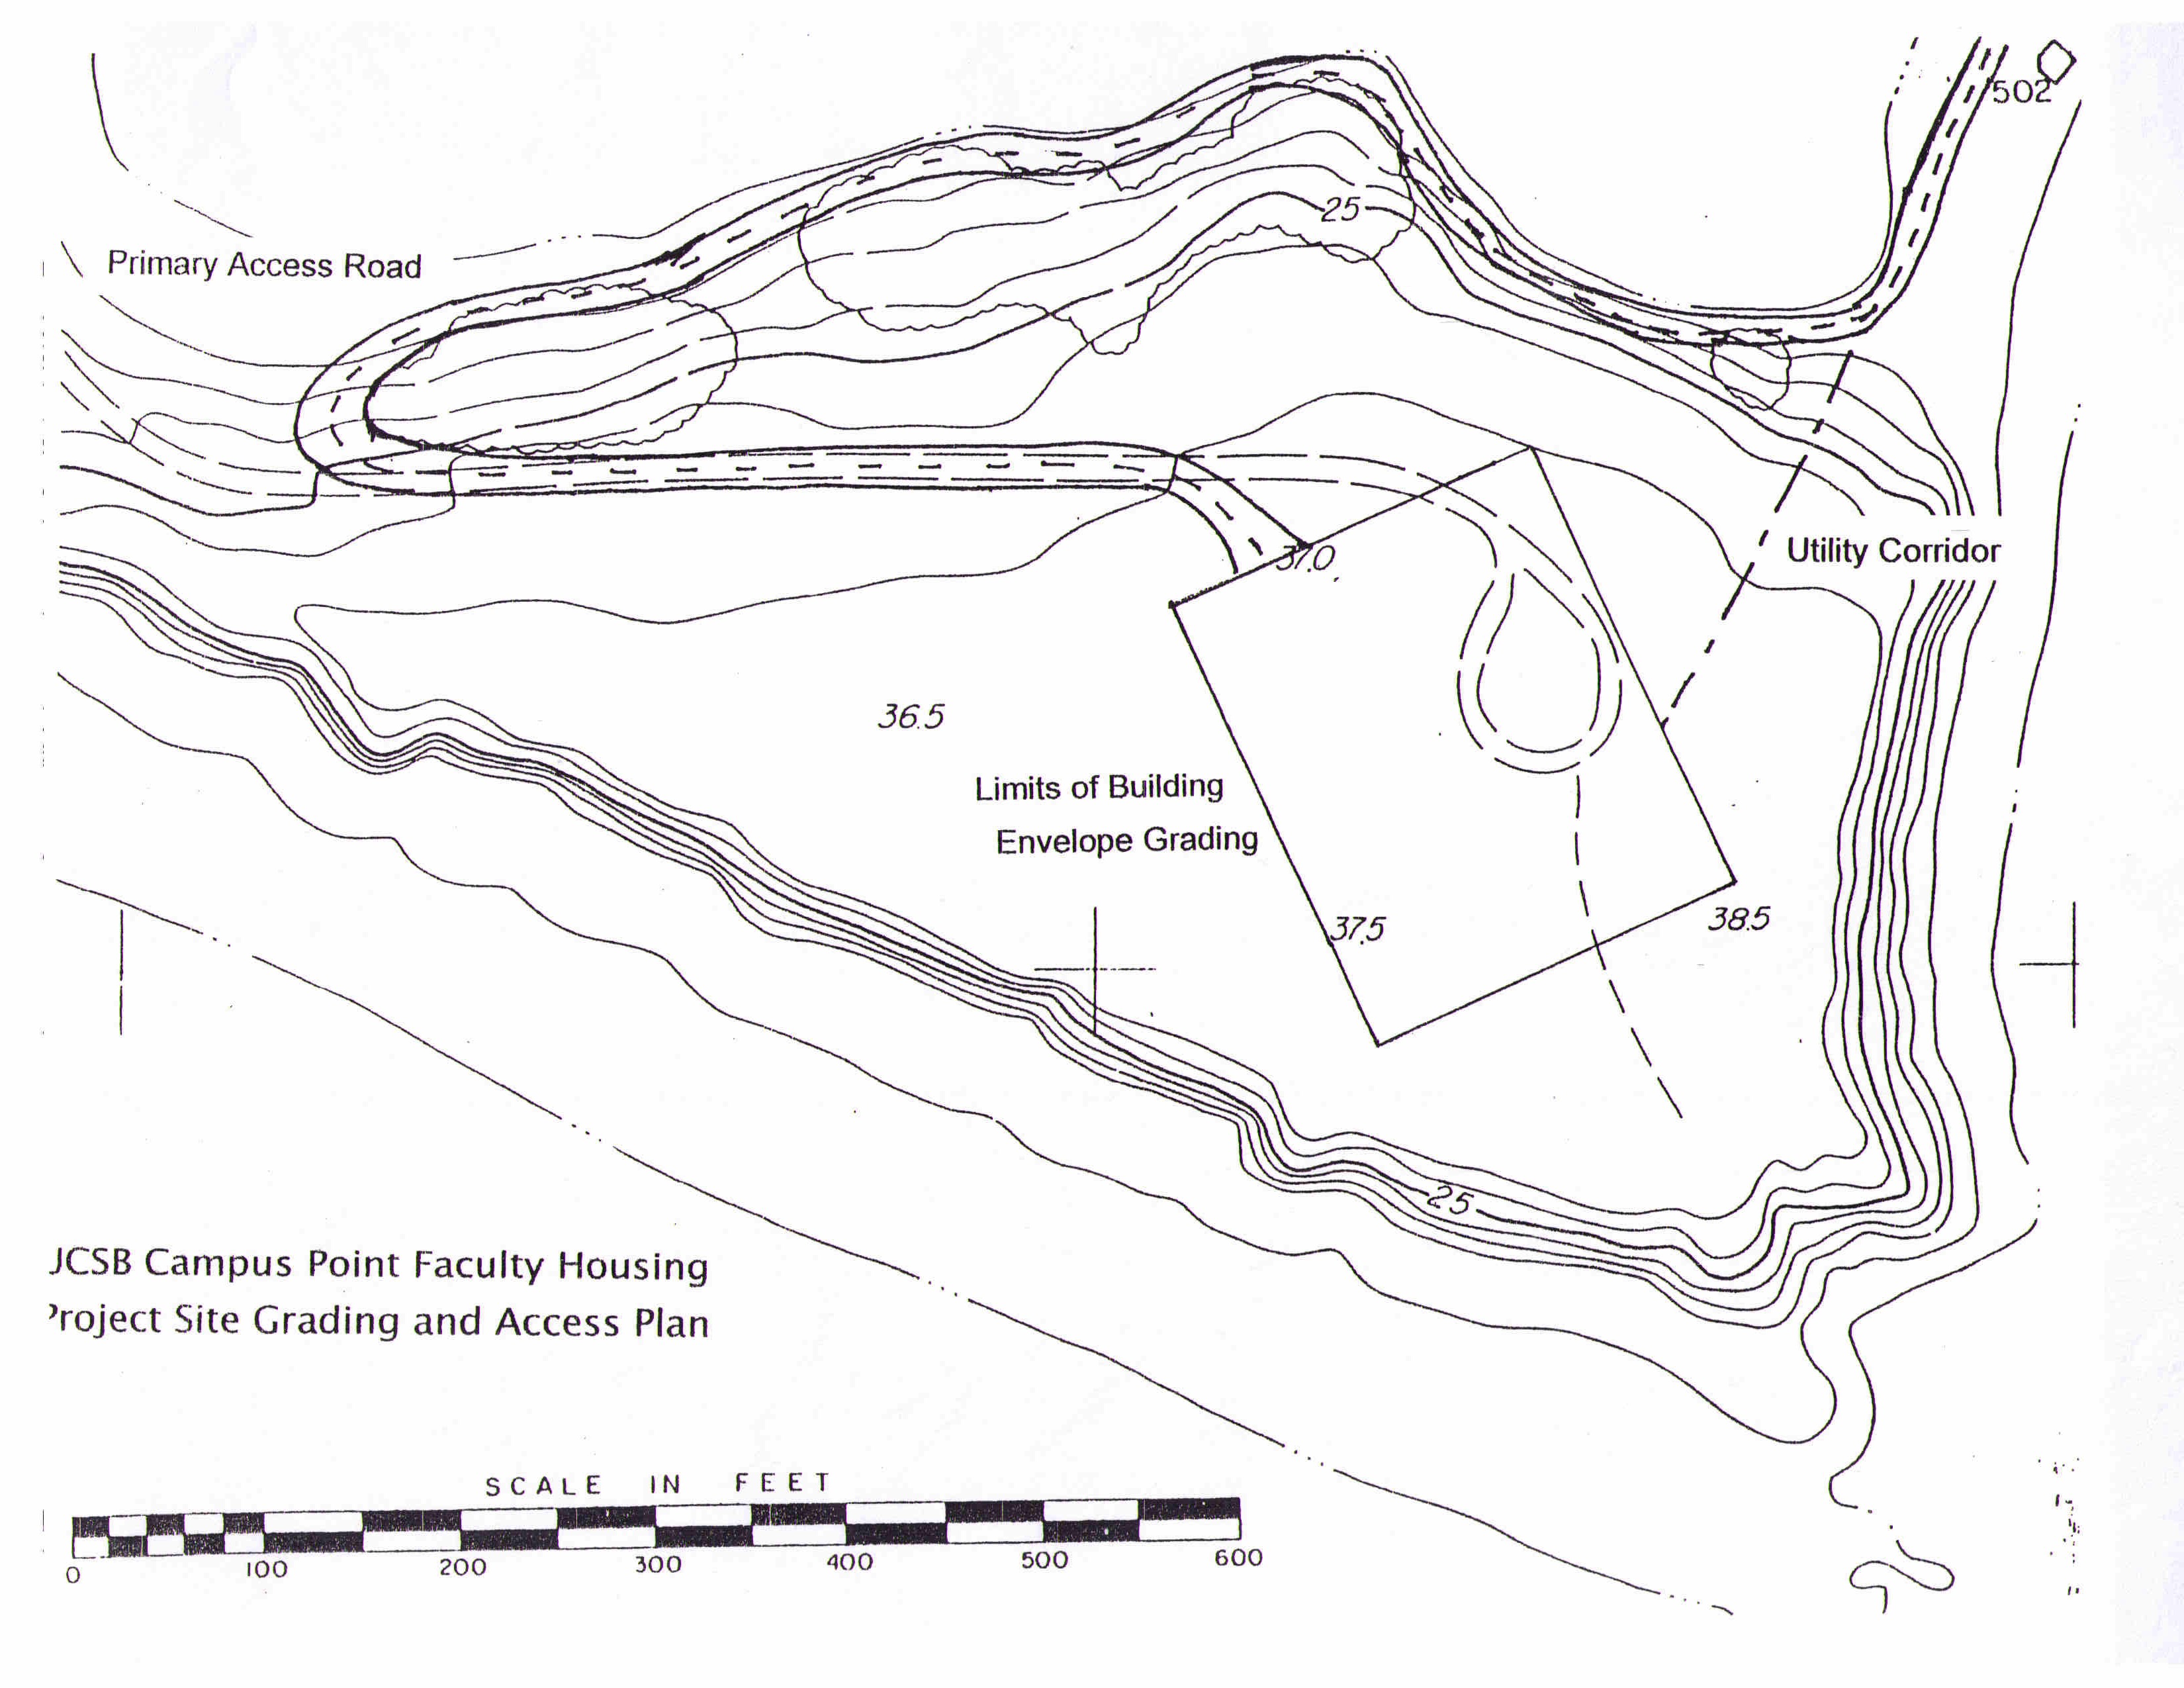 502
25
Primary Access Road
37.0
Utility Corridor
36.5
Limits of Building
Envelope Grading
37.5
38.5
25
JCSB Campus Point Faculty Housing
Project Site Grading and Access Plan
SCALE IN FEET
0 100 200 300 400 500 600